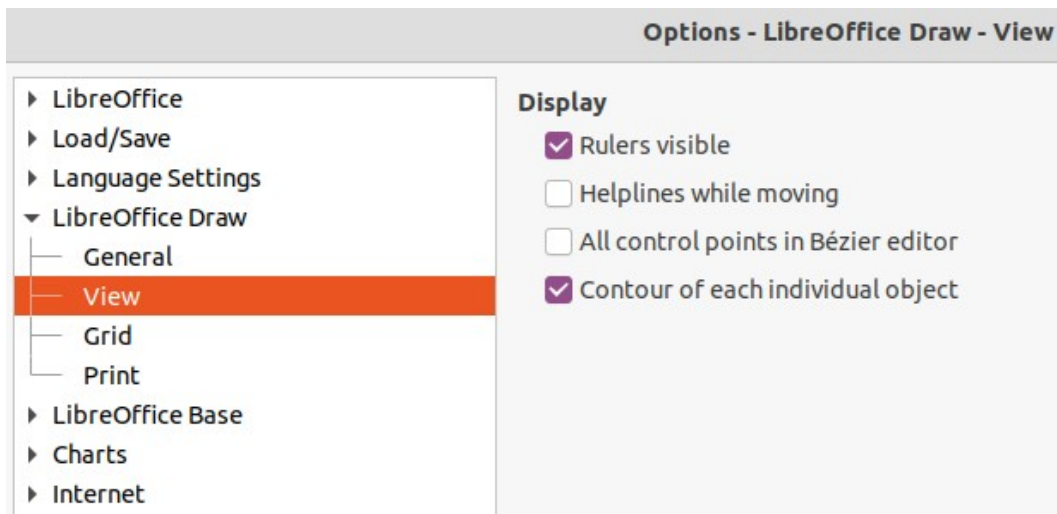 Options - LibreOffice Draw - View
LibreOffice
Load/Save
Language Settings
LibreOffice Draw
General
View
Grid
Print
LibreOffice Base
Charts
Internet
Display
Rulers visible
Helplines while moving
All control points in Bézier editor
Contour of each individual object